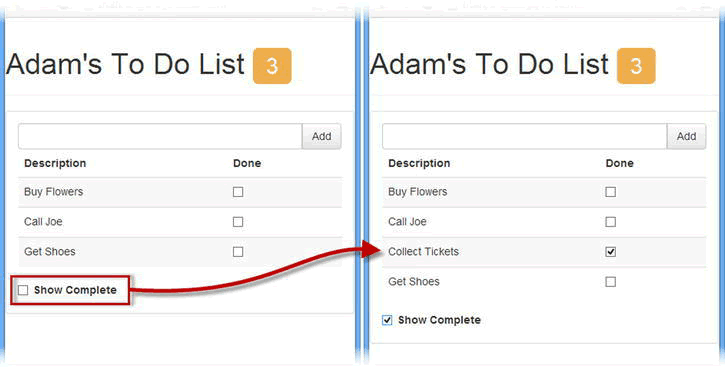 Adam's To Do List 3
Add
Description Done
Buy Flowers
Call Joe
Get Shoes
Show Complete
Adam's To Do List 3
Add
Description Done
Buy Flowers
Call Joe
Collect Tickets
Get Shoes
Show Complete